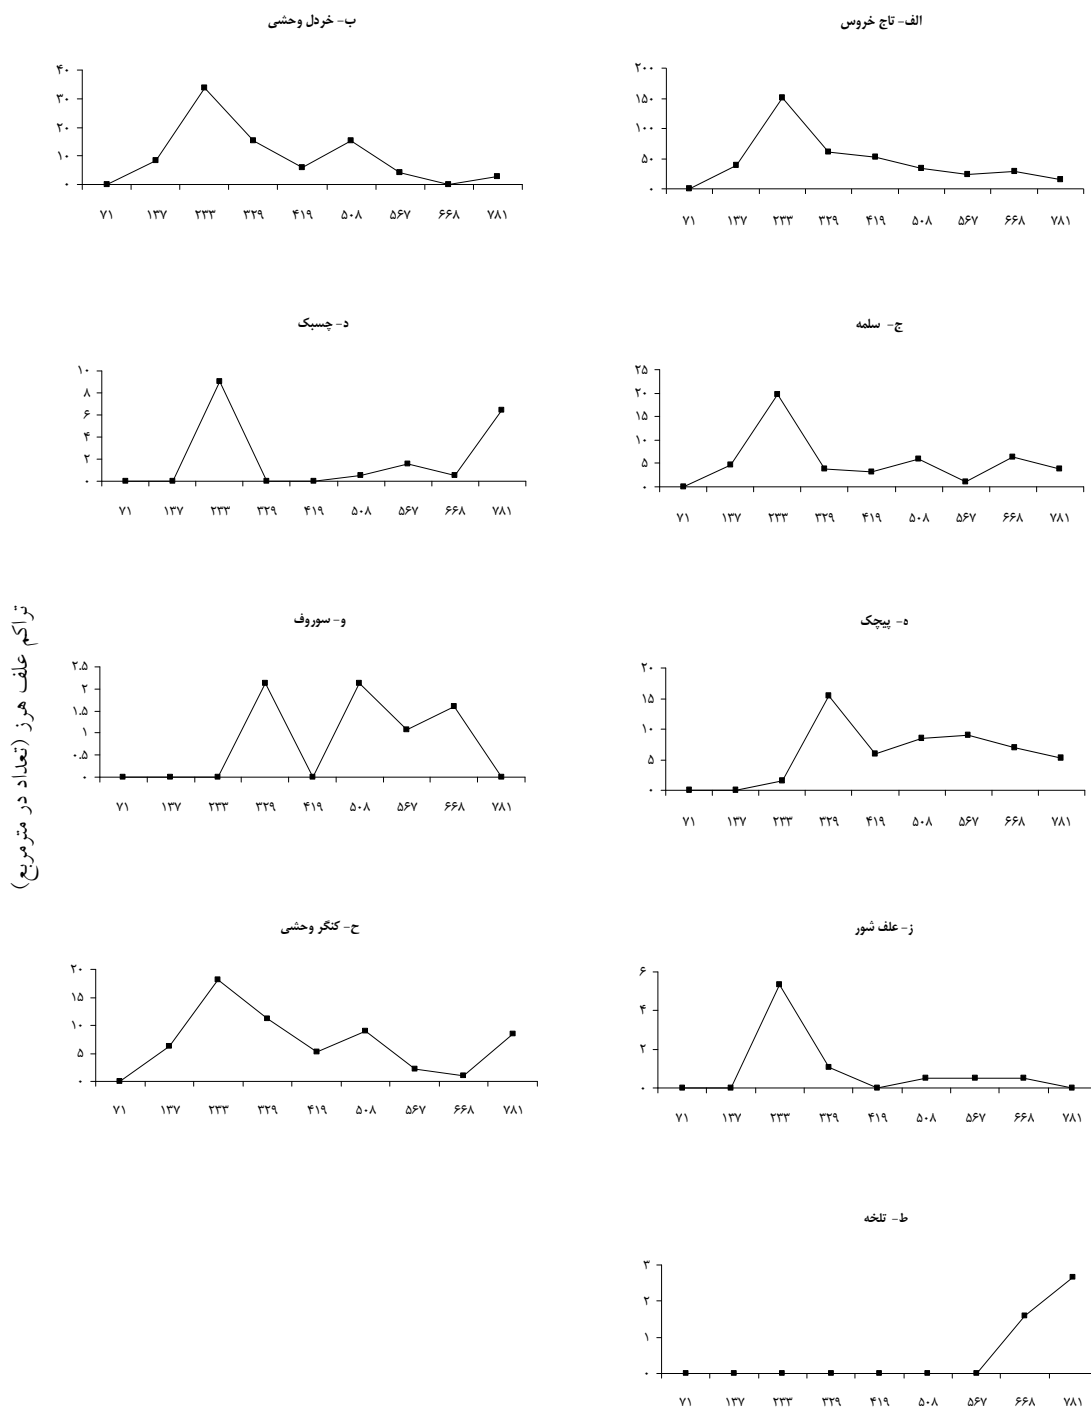 الف- تاج خروس
۲۰۰
۱۵۰
۱۰۰
۵۰
۰
۷۱ ۱۳۷ ۲۳۳ ۳۲۹ ۴۱۹ ۵۰۸ ۵۶۷ ۶۶۸ ۷۸۱
ب- خردل وحشی
۴۰
۳۰
۲۰
۱۰
۰
۷۱ ۱۳۷ ۲۳۳ ۳۲۹ ۴۱۹ ۵۰۸ ۵۶۷ ۶۶۸ ۷۸۱
ج- سلمه
۲۵
۲۰
۱۵
۱۰
۵
۰
۷۱ ۱۳۷ ۲۳۳ ۳۲۹ ۴۱۹ ۵۰۸ ۵۶۷ ۶۶۸ ۷۸۱
د- چسبک
۱۰
۸
۶
۴
۲
۰
۷۱ ۱۳۷ ۲۳۳ ۳۲۹ ۴۱۹ ۵۰۸ ۵۶۷ ۶۶۸ ۷۸۱
ه- پیچک
۲۰
۱۵
۱۰
۵
۰
۷۱ ۱۳۷ ۲۳۳ ۳۲۹ ۴۱۹ ۵۰۸ ۵۶۷ ۶۶۸ ۷۸۱
و- سوروف
۲.۵
۲
۱.۵
۱
۰.۵
۰
۷۱ ۱۳۷ ۲۳۳ ۳۲۹ ۴۱۹ ۵۰۸ ۵۶۷ ۶۶۸ ۷۸۱
ز- علف شور
۶
۴
۲
۰
۷۱ ۱۳۷ ۲۳۳ ۳۲۹ ۴۱۹ ۵۰۸ ۵۶۷ ۶۶۸ ۷۸۱
ح- کنگر وحشی
۲۰
۱۵
۱۰
۵
۰
۷۱ ۱۳۷ ۲۳۳ ۳۲۹ ۴۱۹ ۵۰۸ ۵۶۷ ۶۶۸ ۷۸۱
ط- تلخه
۳
۲
۱
۰
۷۱ ۱۳۷ ۲۳۳ ۳۲۹ ۴۱۹ ۵۰۸ ۵۶۷ ۶۶۸ ۷۸۱
تراکم علف هرز (تعداد در مترمربع)